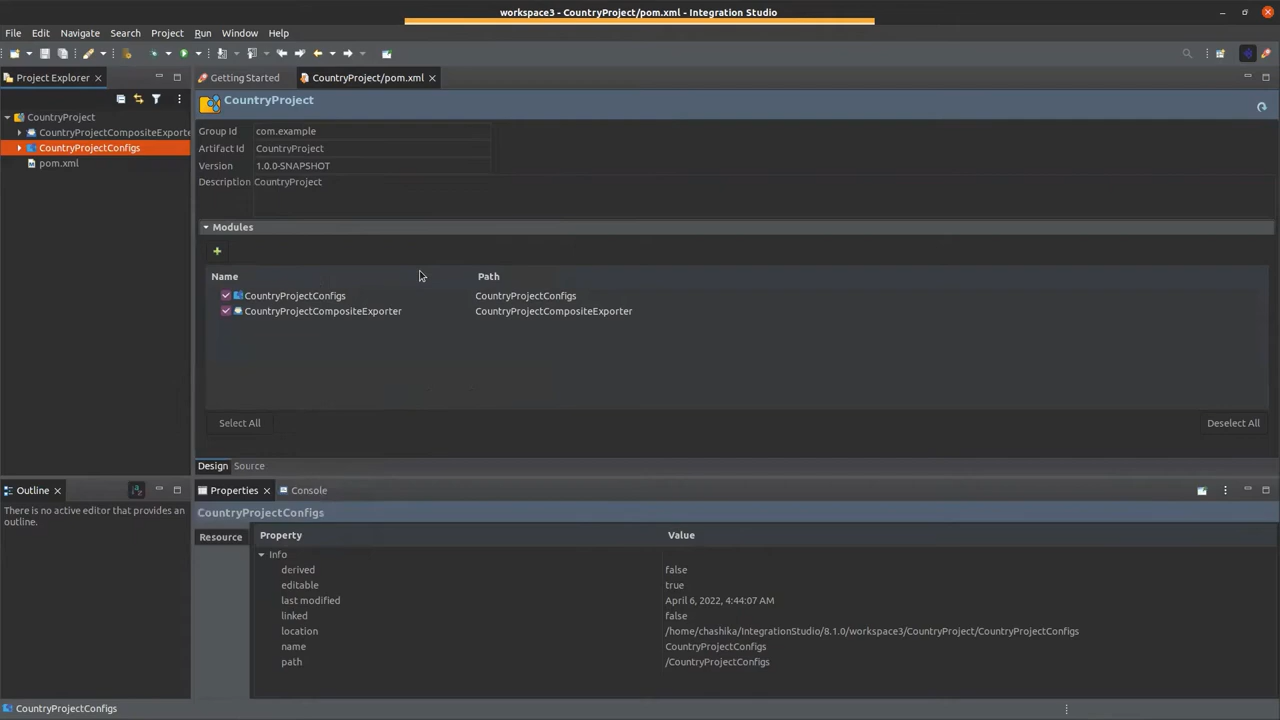 workspace3 - CountryProject/pom.xml - Integration Studio
File Edit Navigate Search Project Run Window Help
Project Explorer
Getting Started
CountryProject/pom.xml
CountryProject
CountryProjectCompositeExporte
CountryProjectConfigs
pom.xml
CountryProject
Group Id com.example
Artifact Id CountryProject
Version 1.0.0-SNAPSHOT
Description CountryProject
Modules
Name Path
CountryProjectConfigs CountryProjectConfigs
CountryProjectCompositeExporter CountryProjectCompositeExporter
Select All Deselect All
Design Source
Outline
There is no active editor that provides an
outline.
Properties Console
CountryProjectConfigs
Resource
Property Value
Info
derived false
editable true
last modified April 6, 2022, 4:44:07 AM
linked false
location /home/chashika/IntegrationStudio/8.1.0/workspace3/CountryProject/CountryProjectConfigs
name CountryProjectConfigs
path /CountryProjectConfigs
CountryProjectConfigs